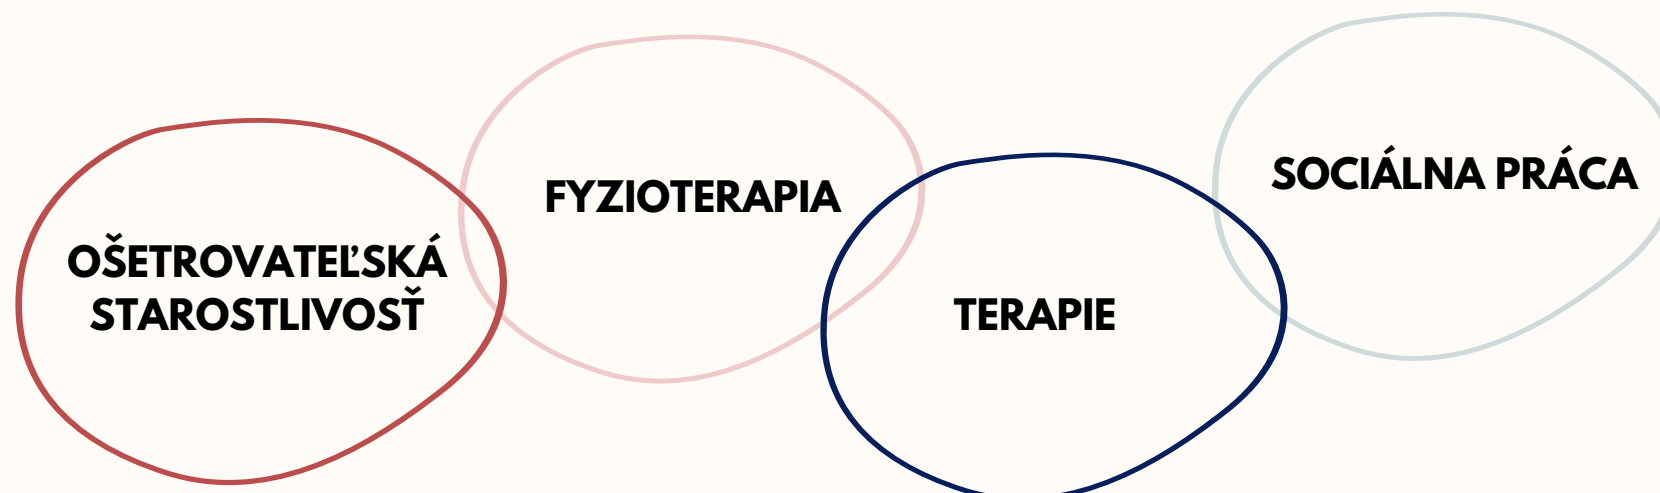 OŠETROVATEĽSKÁ
STAROSTLIVOSŤ
FYZIOTERAPIA
TERAPIE
SOCIÁLNA PRÁCA